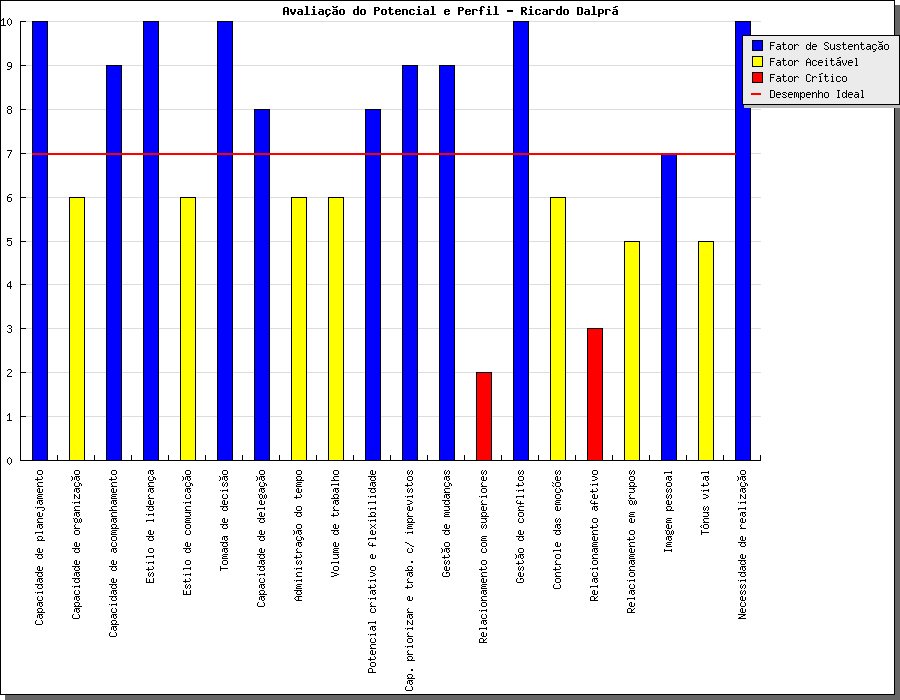 Avaliação do Potencial e Perfil - Ricardo Dalprá
Fator de Sustentação
Fator Aceitável
Fator Crítico
Desempenho Ideal
10
9
8
7
6
5
4
3
2
1
0
Capacidade de planejamento
Capacidade de organização
Capacidade de acompanhamento
Estilo de liderança
Estilo de comunicação
Tomada de decisão
Capacidade de delegação
Administração do tempo
Volume de trabalho
Potencial criativo e flexibilidade
Cap. priorizar e trab. c/ imprevistos
Gestão de mudanças
Relacionamento com superiores
Gestão de conflitos
Controle das emoções
Relacionamento afetivo
Relacionamento em grupos
Imagem pessoal
Tônus vital
Necessidade de realização